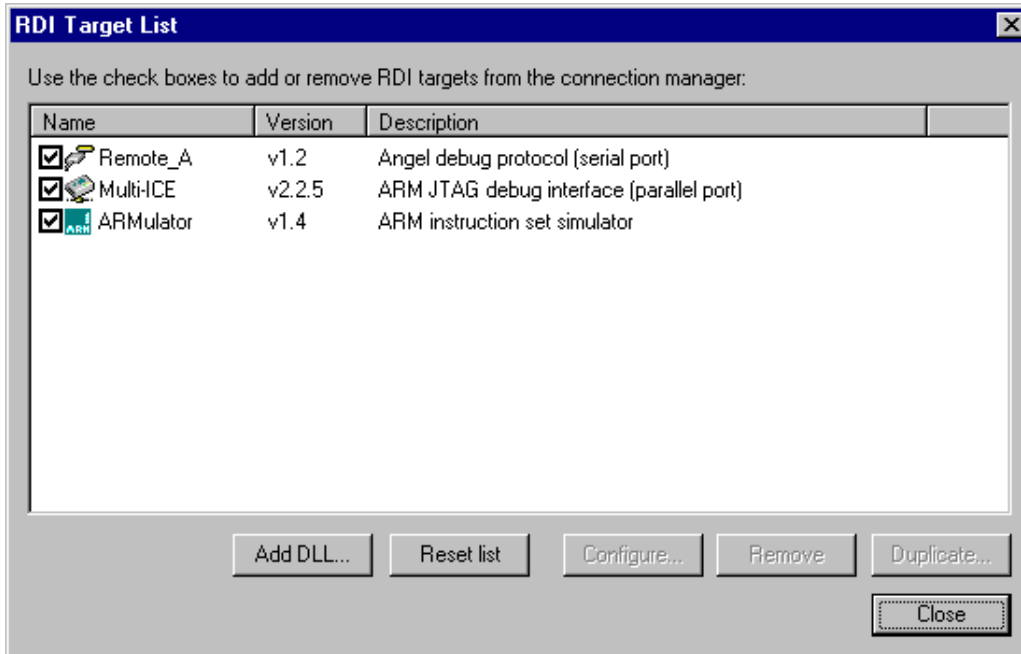 RDI Target List
Use the check boxes to add or remove RDI targets from the connection manager:
Name Version Description
Remote_A v1.2 Angel debug protocol (serial port)
Multi-ICE v2.2.5 ARM JTAG debug interface (parallel port)
ARM ARMulator v1.4 ARM instruction set simulator
Add DLL... Reset list Configure... Remove Duplicate...
Close